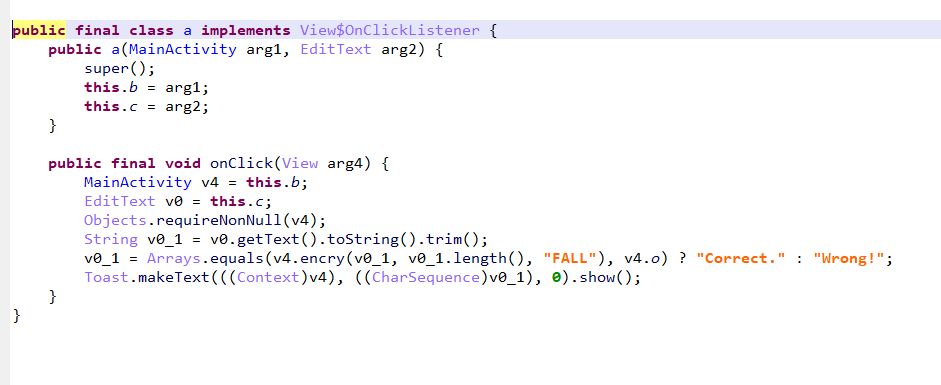 public final class a implements View$OnClickListener {
    public a(MainActivity arg1, EditText arg2) {
        super();
        this.b = arg1;
        this.c = arg2;
    }
    public final void onClick(View arg4) {
        MainActivity v4 = this.b;
        EditText v0 = this.c;
        Objects.requireNonNull(v4);
        String v0_1 = v0.getText().toString().trim();
        v0_1 = Arrays.equals(v4.encry(v0_1, v0_1.length(), "FALL"), v4.o) ? "Correct." : "Wrong!";
        Toast.makeText(((Context)v4), ((CharSequence)v0_1), 0).show();
    }
}